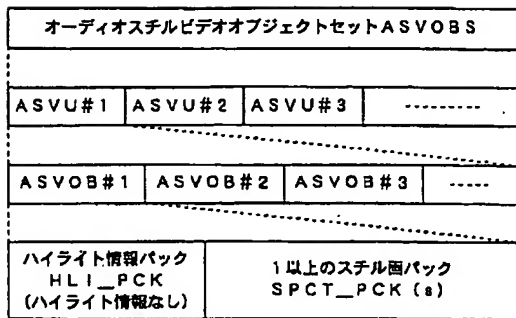 オーディオスチルビデオオブジェクトセットASVOBS
ASVU#1 ASVU#2 ASVU#3 ---------
ASVOB#1 ASVOB#2 ASVOB#3 -----
ハイライト情報パック
HLI__PCK
(ハイライト情報なし)
1以上のスチル画パック
SPCT__PCK(s)